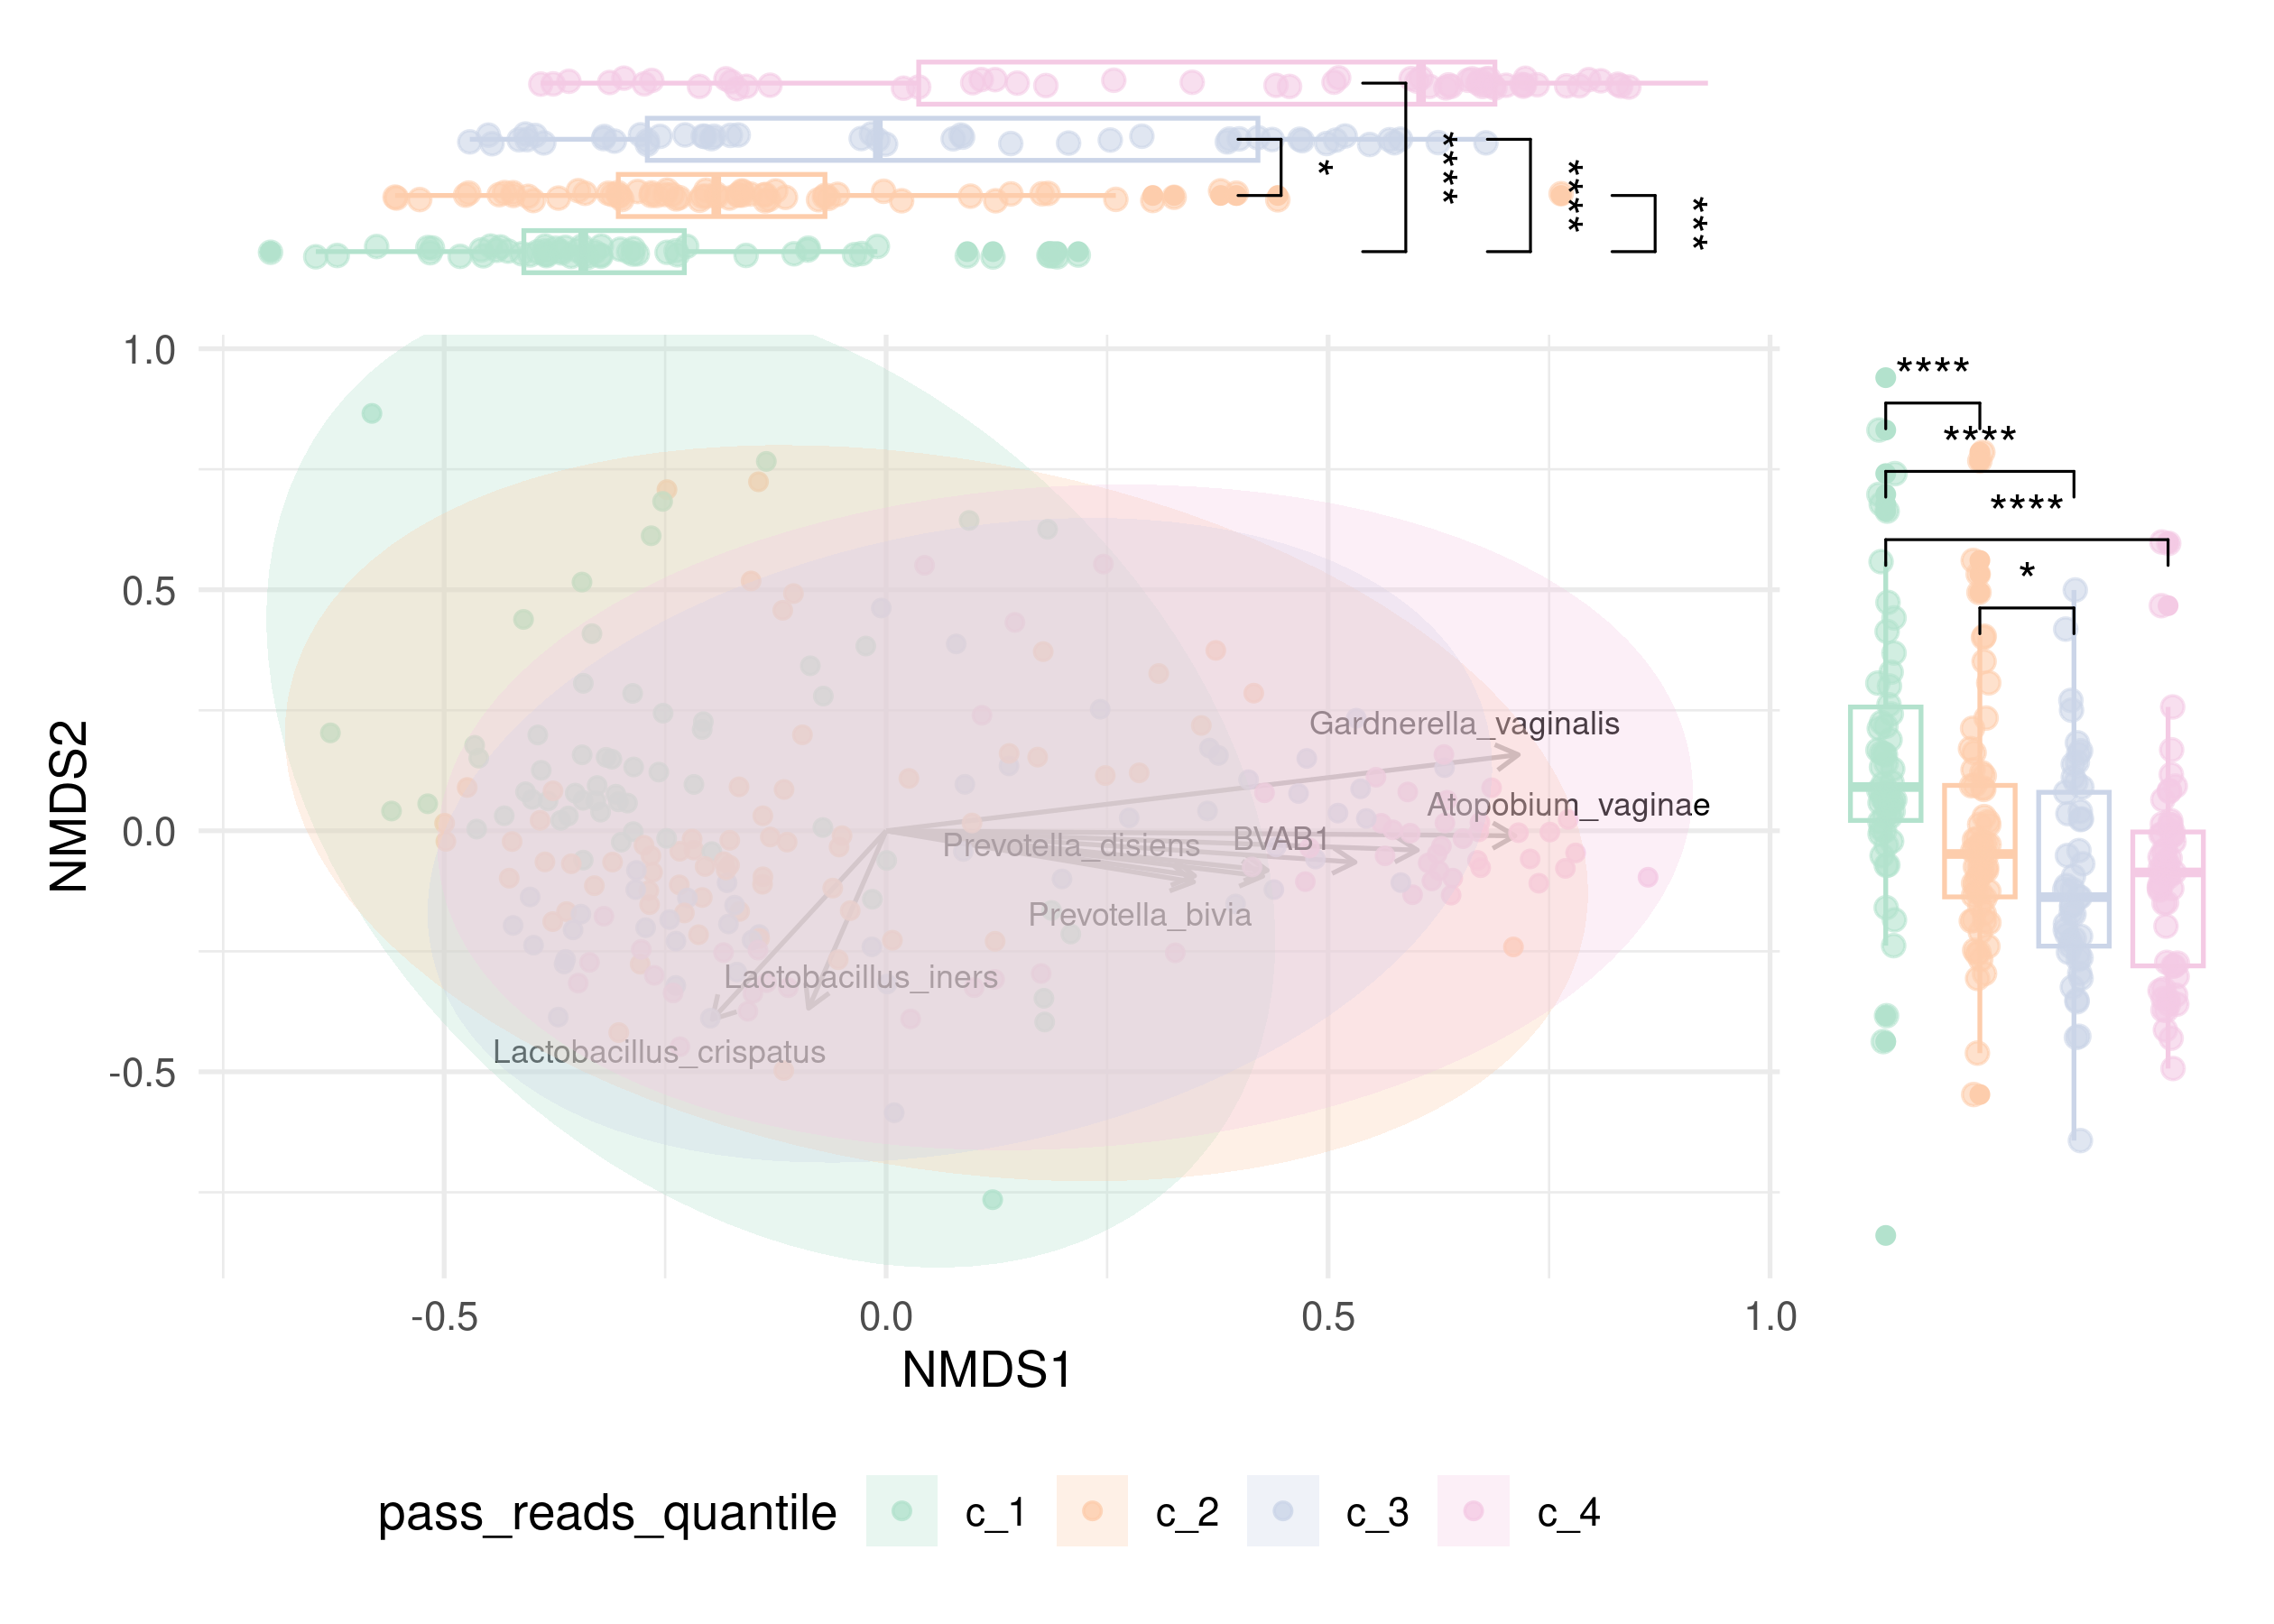 *
****
****
***
1.0
0.5
0.0
-0.5
NMDS2
Gardnerella_vaginalis
Atopobium_vaginae
BVAB1
Prevotella_disiens
Prevotella_bivia
Lactobacillus_iners
Lactobacillus_crispatus
****
****
****
*
-0.5 0.0 0.5 1.0
NMDS1
pass_reads_quantile c_1 c_2 c_3 c_4